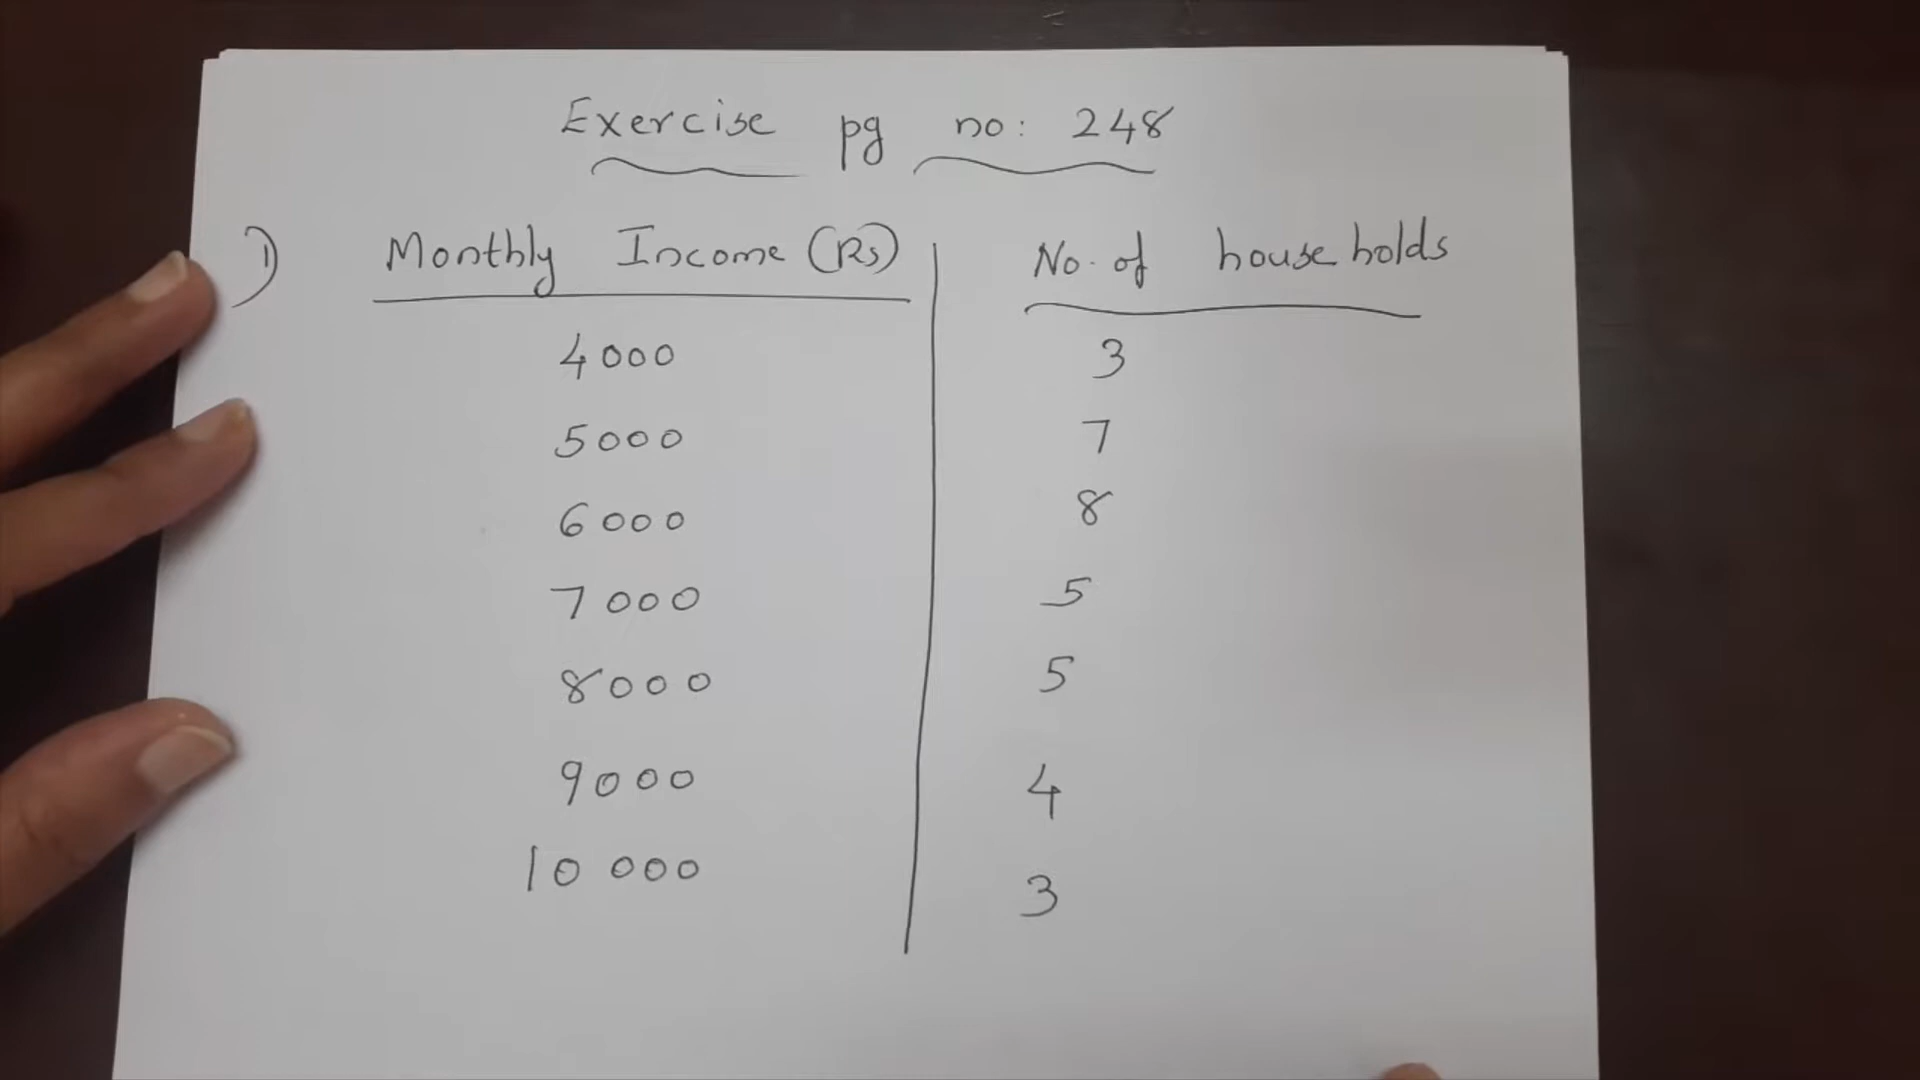 Exercise pg no: 248
1) Monthly Income (Rs) No. of households
4000 3
5000 7
6000 8
7000 5
8000 5
9000 4
10 000 3